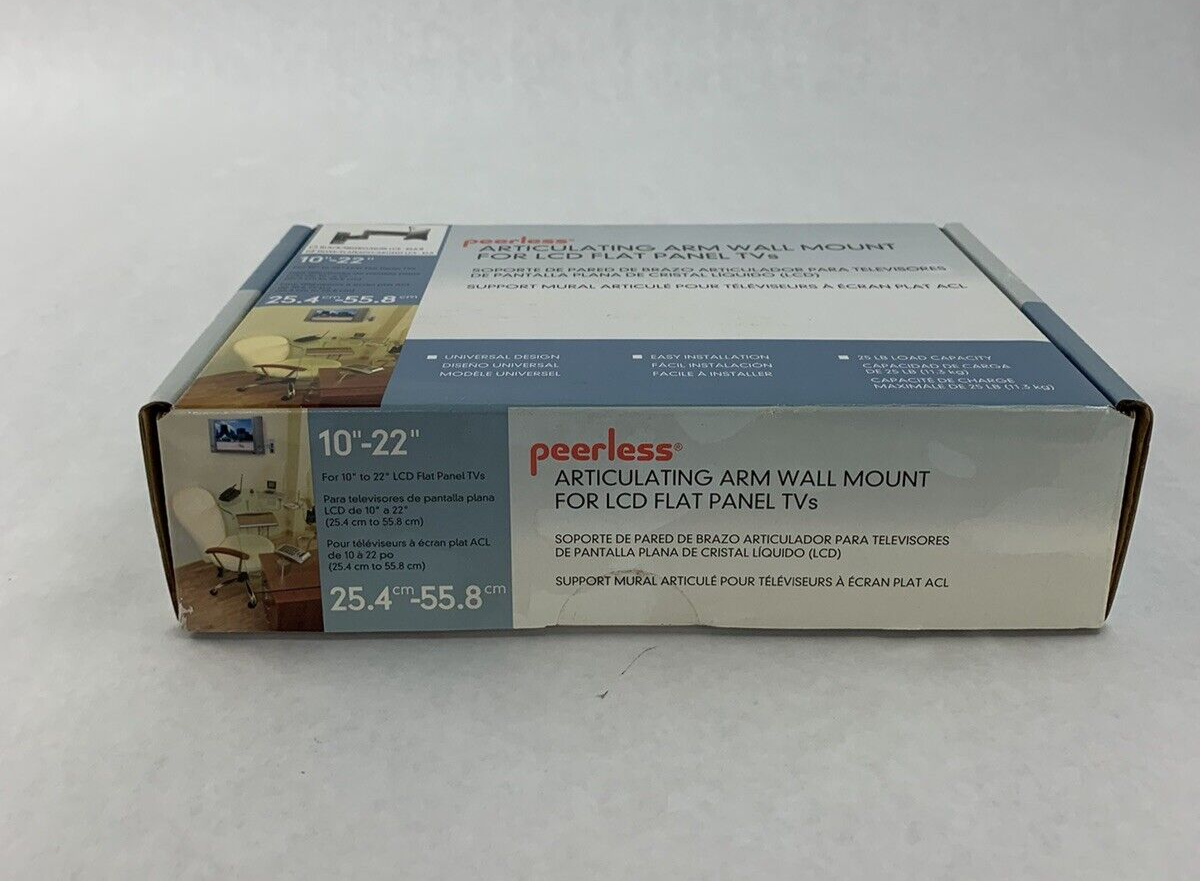 peerless®
ARTICULATING ARM WALL MOUNT
FOR LCD FLAT PANEL TVs
SOPORTE DE PARED DE BRAZO ARTICULADOR PARA TELEVISORES
DE PANTALLA PLANA DE CRISTAL LÍQUIDO (LCD)
SUPPORT MURAL ARTICULÉ POUR TÉLÉVISEURS À ÉCRAN PLAT ACL
10"-22"
25.4cm-55.8cm
UNIVERSAL DESIGN
DISEÑO UNIVERSAL
MODÈLE UNIVERSEL
EASY INSTALLATION
FÁCIL INSTALACIÓN
FACILE À INSTALLER
25 LB LOAD CAPACITY
CAPACIDAD DE CARGA
DE 25 LB (11.3 kg)
CAPACITÉ DE CHARGE
MAXIMALE DE 25 LB (11.3 kg)
10"-22"
For 10" to 22" LCD Flat Panel TVs
Para televisores de pantalla plana
LCD de 10" a 22"
(25.4 cm to 55.8 cm)
Pour téléviseurs à écran plat ACL
de 10 à 22 po
(25.4 cm to 55.8 cm)
25.4cm-55.8cm
peerless®
ARTICULATING ARM WALL MOUNT
FOR LCD FLAT PANEL TVs
SOPORTE DE PARED DE BRAZO ARTICULADOR PARA TELEVISORES
DE PANTALLA PLANA DE CRISTAL LÍQUIDO (LCD)
SUPPORT MURAL ARTICULÉ POUR TÉLÉVISEURS À ÉCRAN PLAT ACL